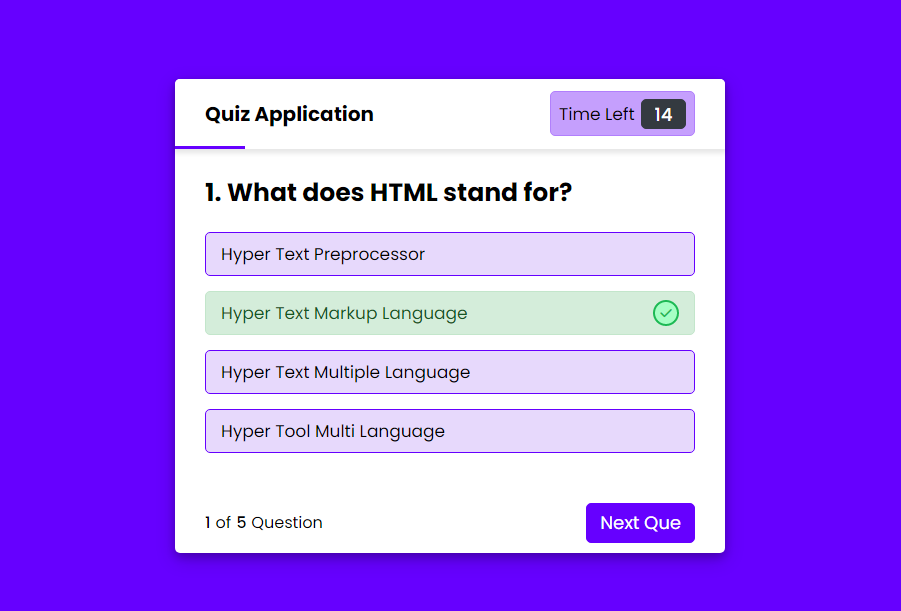 Quiz Application
Time Left 14
1. What does HTML stand for?
Hyper Text Preprocessor
Hyper Text Markup Language
Hyper Text Multiple Language
Hyper Tool Multi Language
1 of 5 Question
Next Que